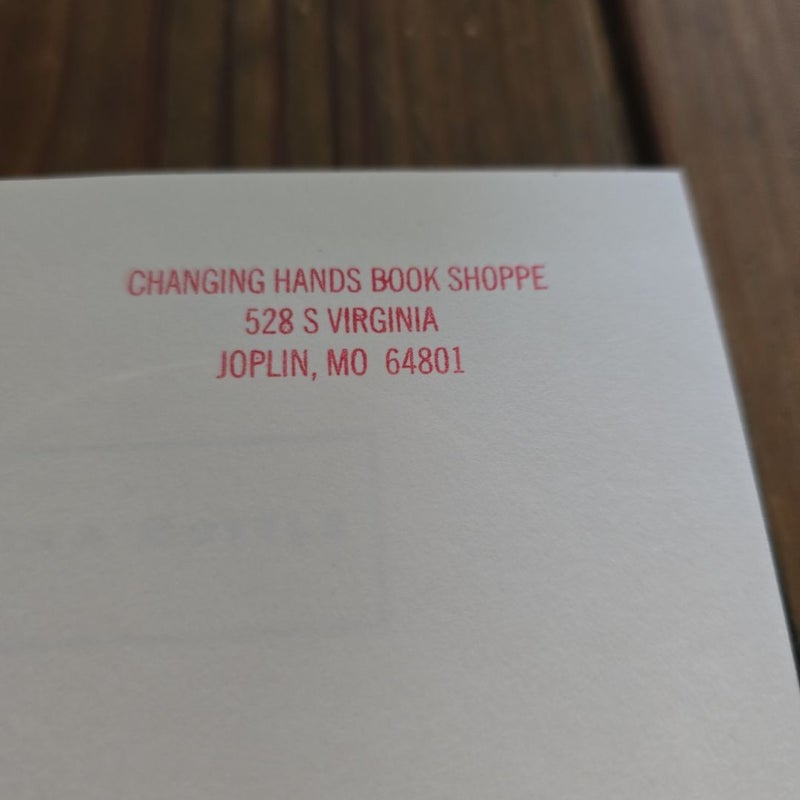 CHANGING HANDS BOOK SHOPPE
528 S VIRGINIA
JOPLIN, MO 64801